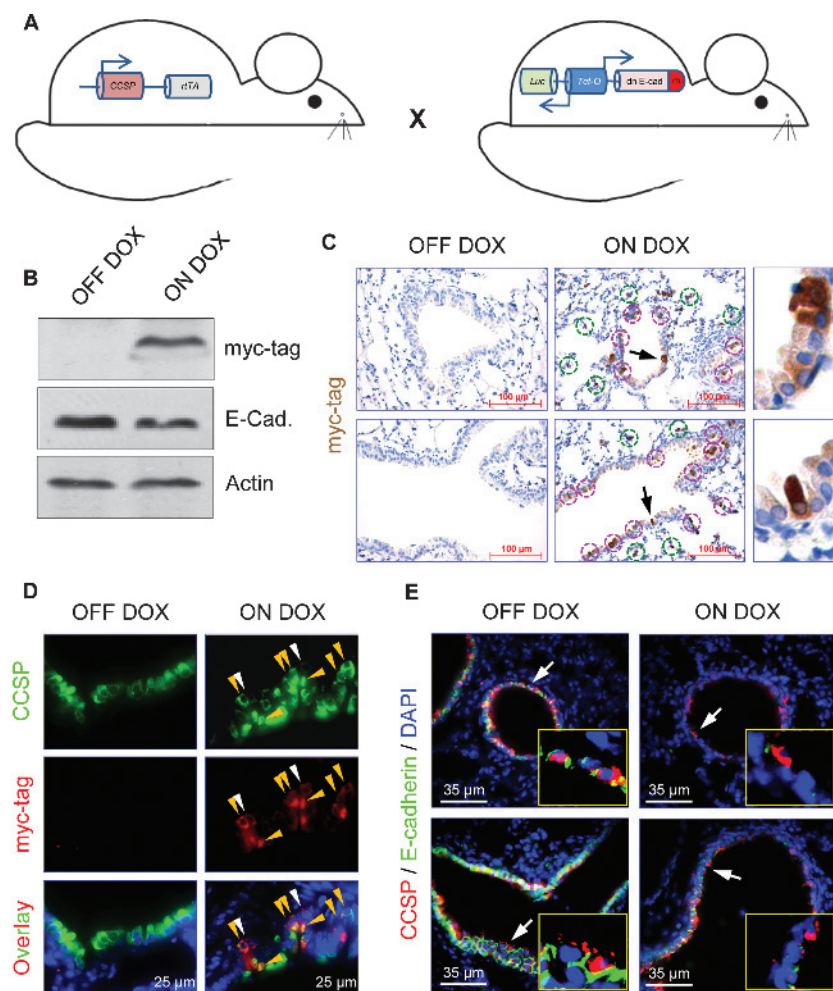 A
CCSP
rTA
X
Luc
Tet-O
dn E-cad
m
B
OFF DOX
ON DOX
myc-tag
E-Cad.
Actin
C
OFF DOX
ON DOX
myc-tag
100 µm
100 µm
100 µm
100 µm
D
OFF DOX
ON DOX
CCSP
myc-tag
Overlay
25 µm
25 µm
E
OFF DOX
ON DOX
CCSP / E-cadherin / DAPI
35 µm
35 µm
35 µm
35 µm